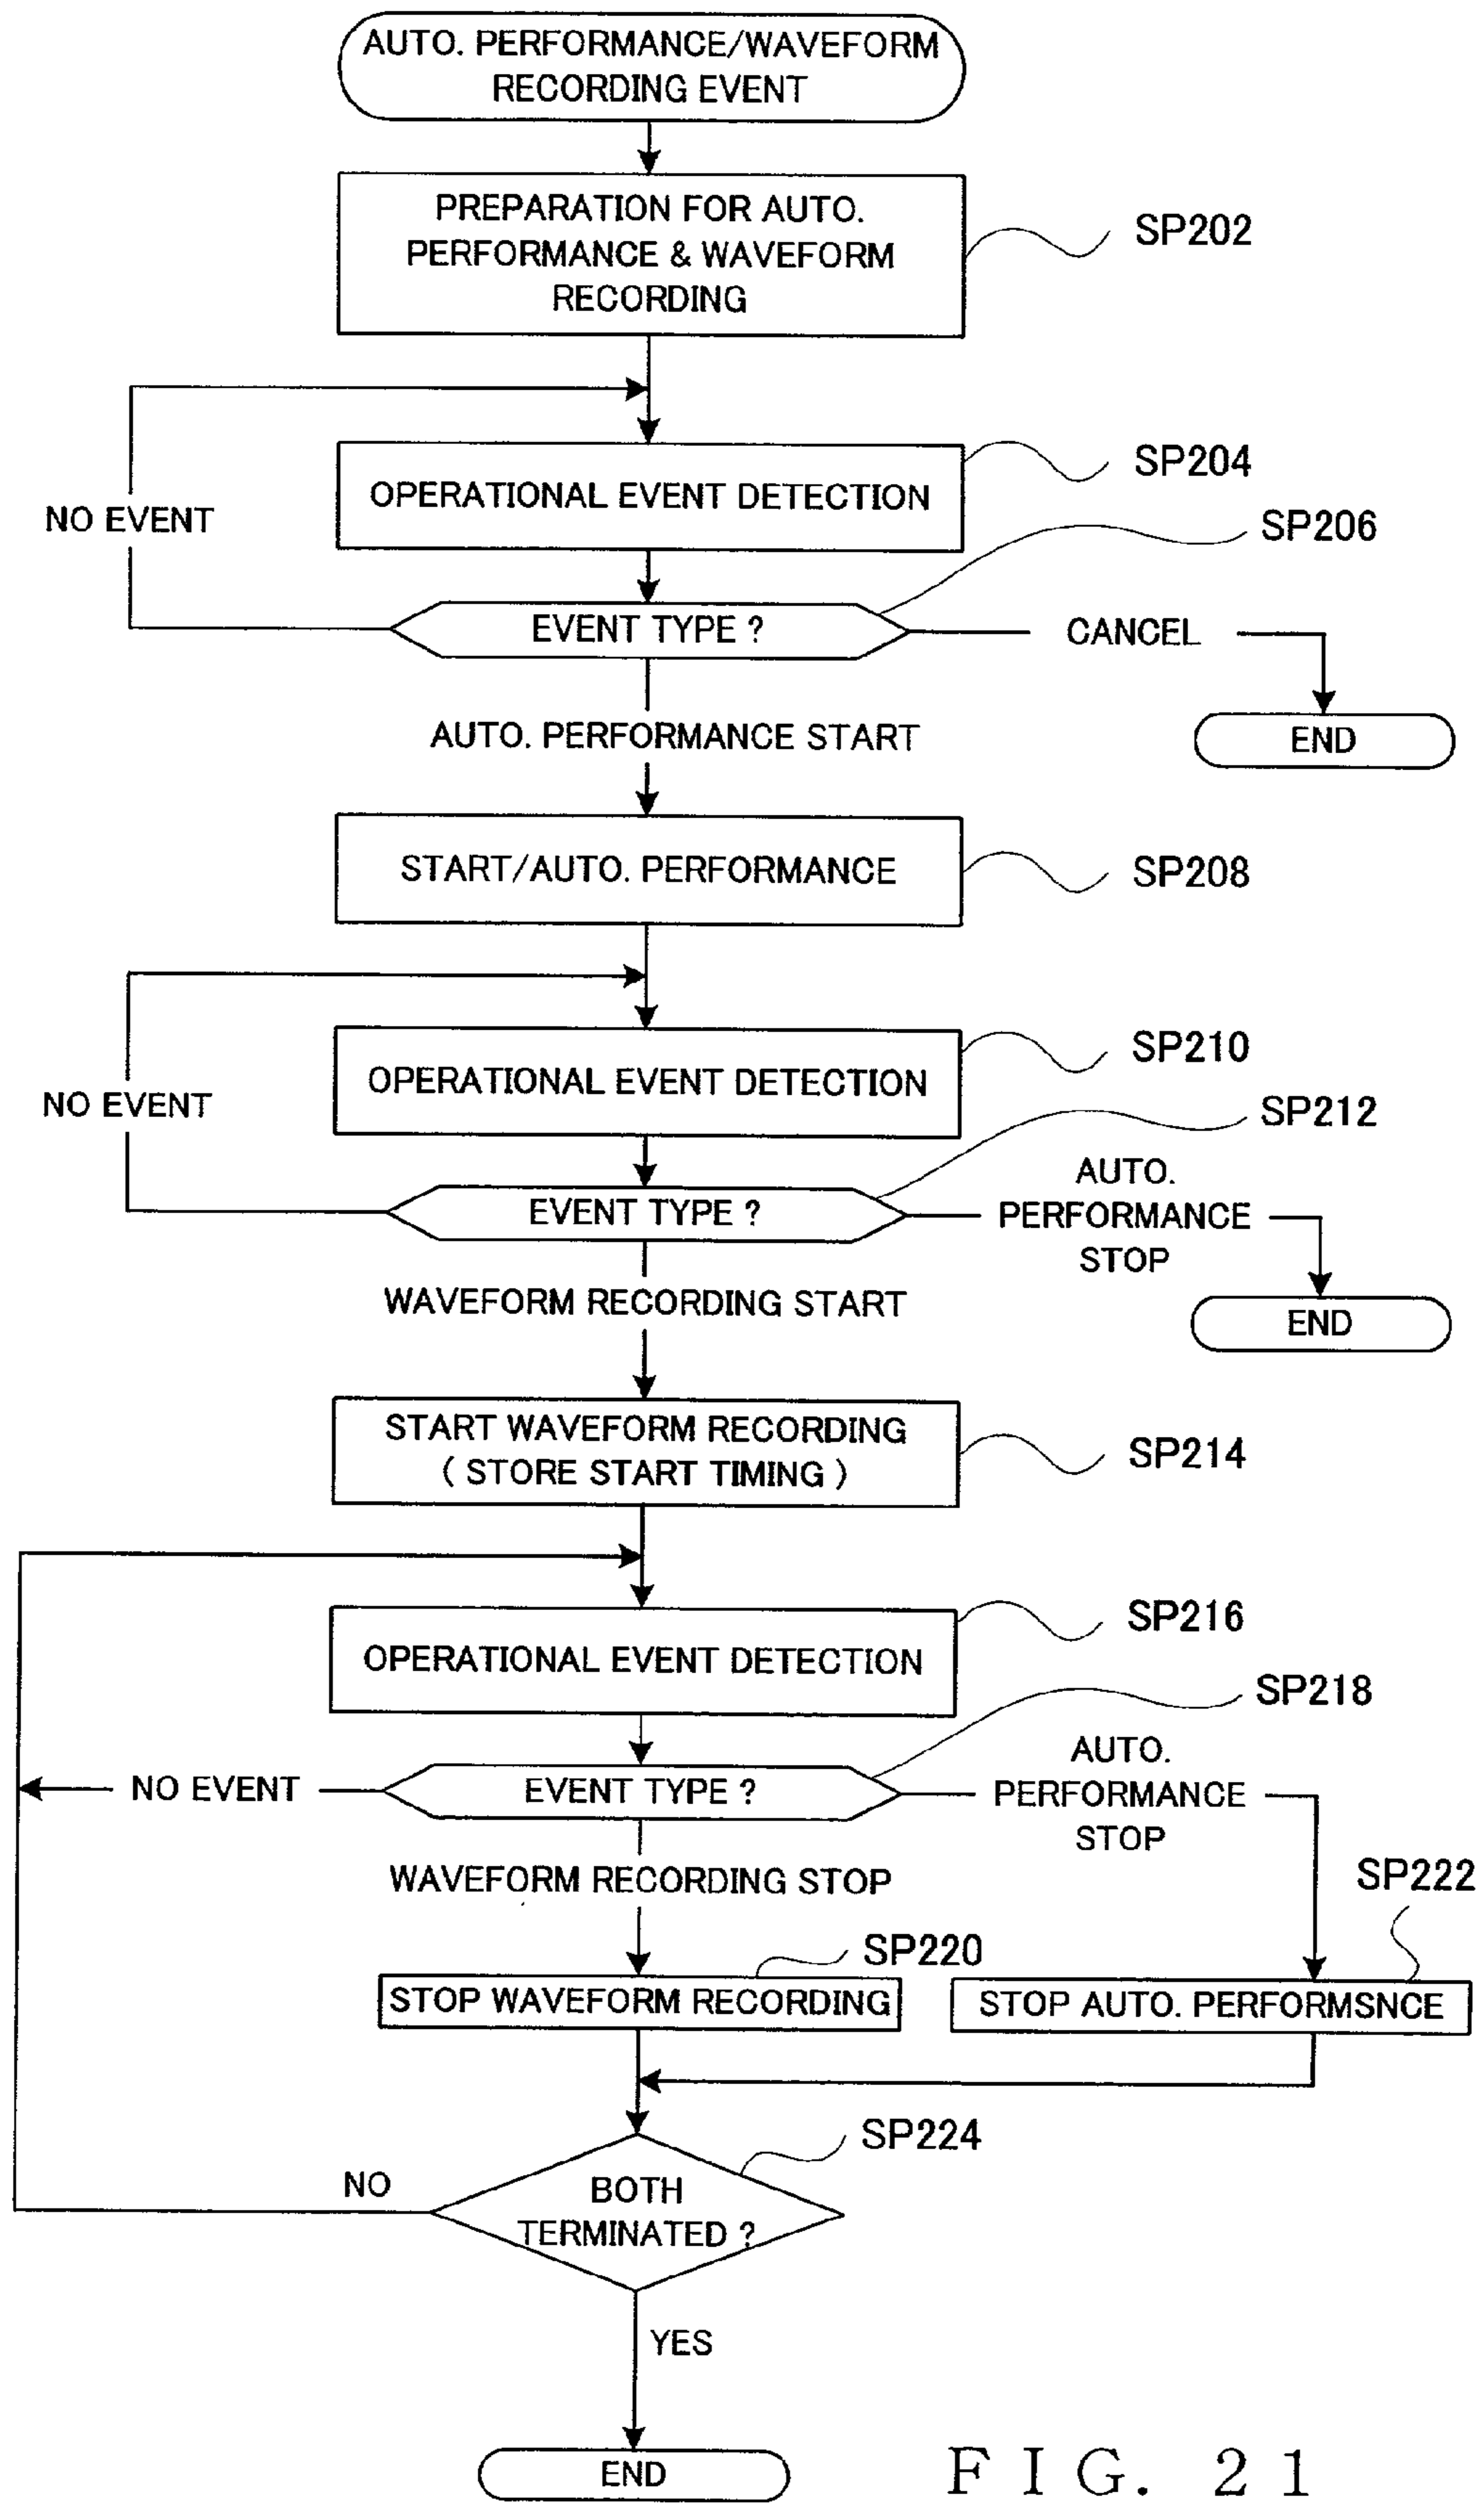 AUTO. PERFORMANCE/WAVEFORM
RECORDING EVENT
PREPARATION FOR AUTO.
PERFORMANCE & WAVEFORM
RECORDING
SP202
OPERATIONAL EVENT DETECTION
SP204
NO EVENT
SP206
EVENT TYPE ?
CANCEL
END
AUTO. PERFORMANCE START
START/AUTO. PERFORMANCE
SP208
OPERATIONAL EVENT DETECTION
SP210
NO EVENT
SP212
EVENT TYPE ?
AUTO.
PERFORMANCE
STOP
END
WAVEFORM RECORDING START
START WAVEFORM RECORDING
( STORE START TIMING )
SP214
OPERATIONAL EVENT DETECTION
SP216
SP218
NO EVENT
EVENT TYPE ?
AUTO.
PERFORMANCE
STOP
WAVEFORM RECORDING STOP
SP222
SP220
STOP WAVEFORM RECORDING
STOP AUTO. PERFORMSNCE
SP224
NO
BOTH
TERMINATED ?
YES
END
FIG. 21